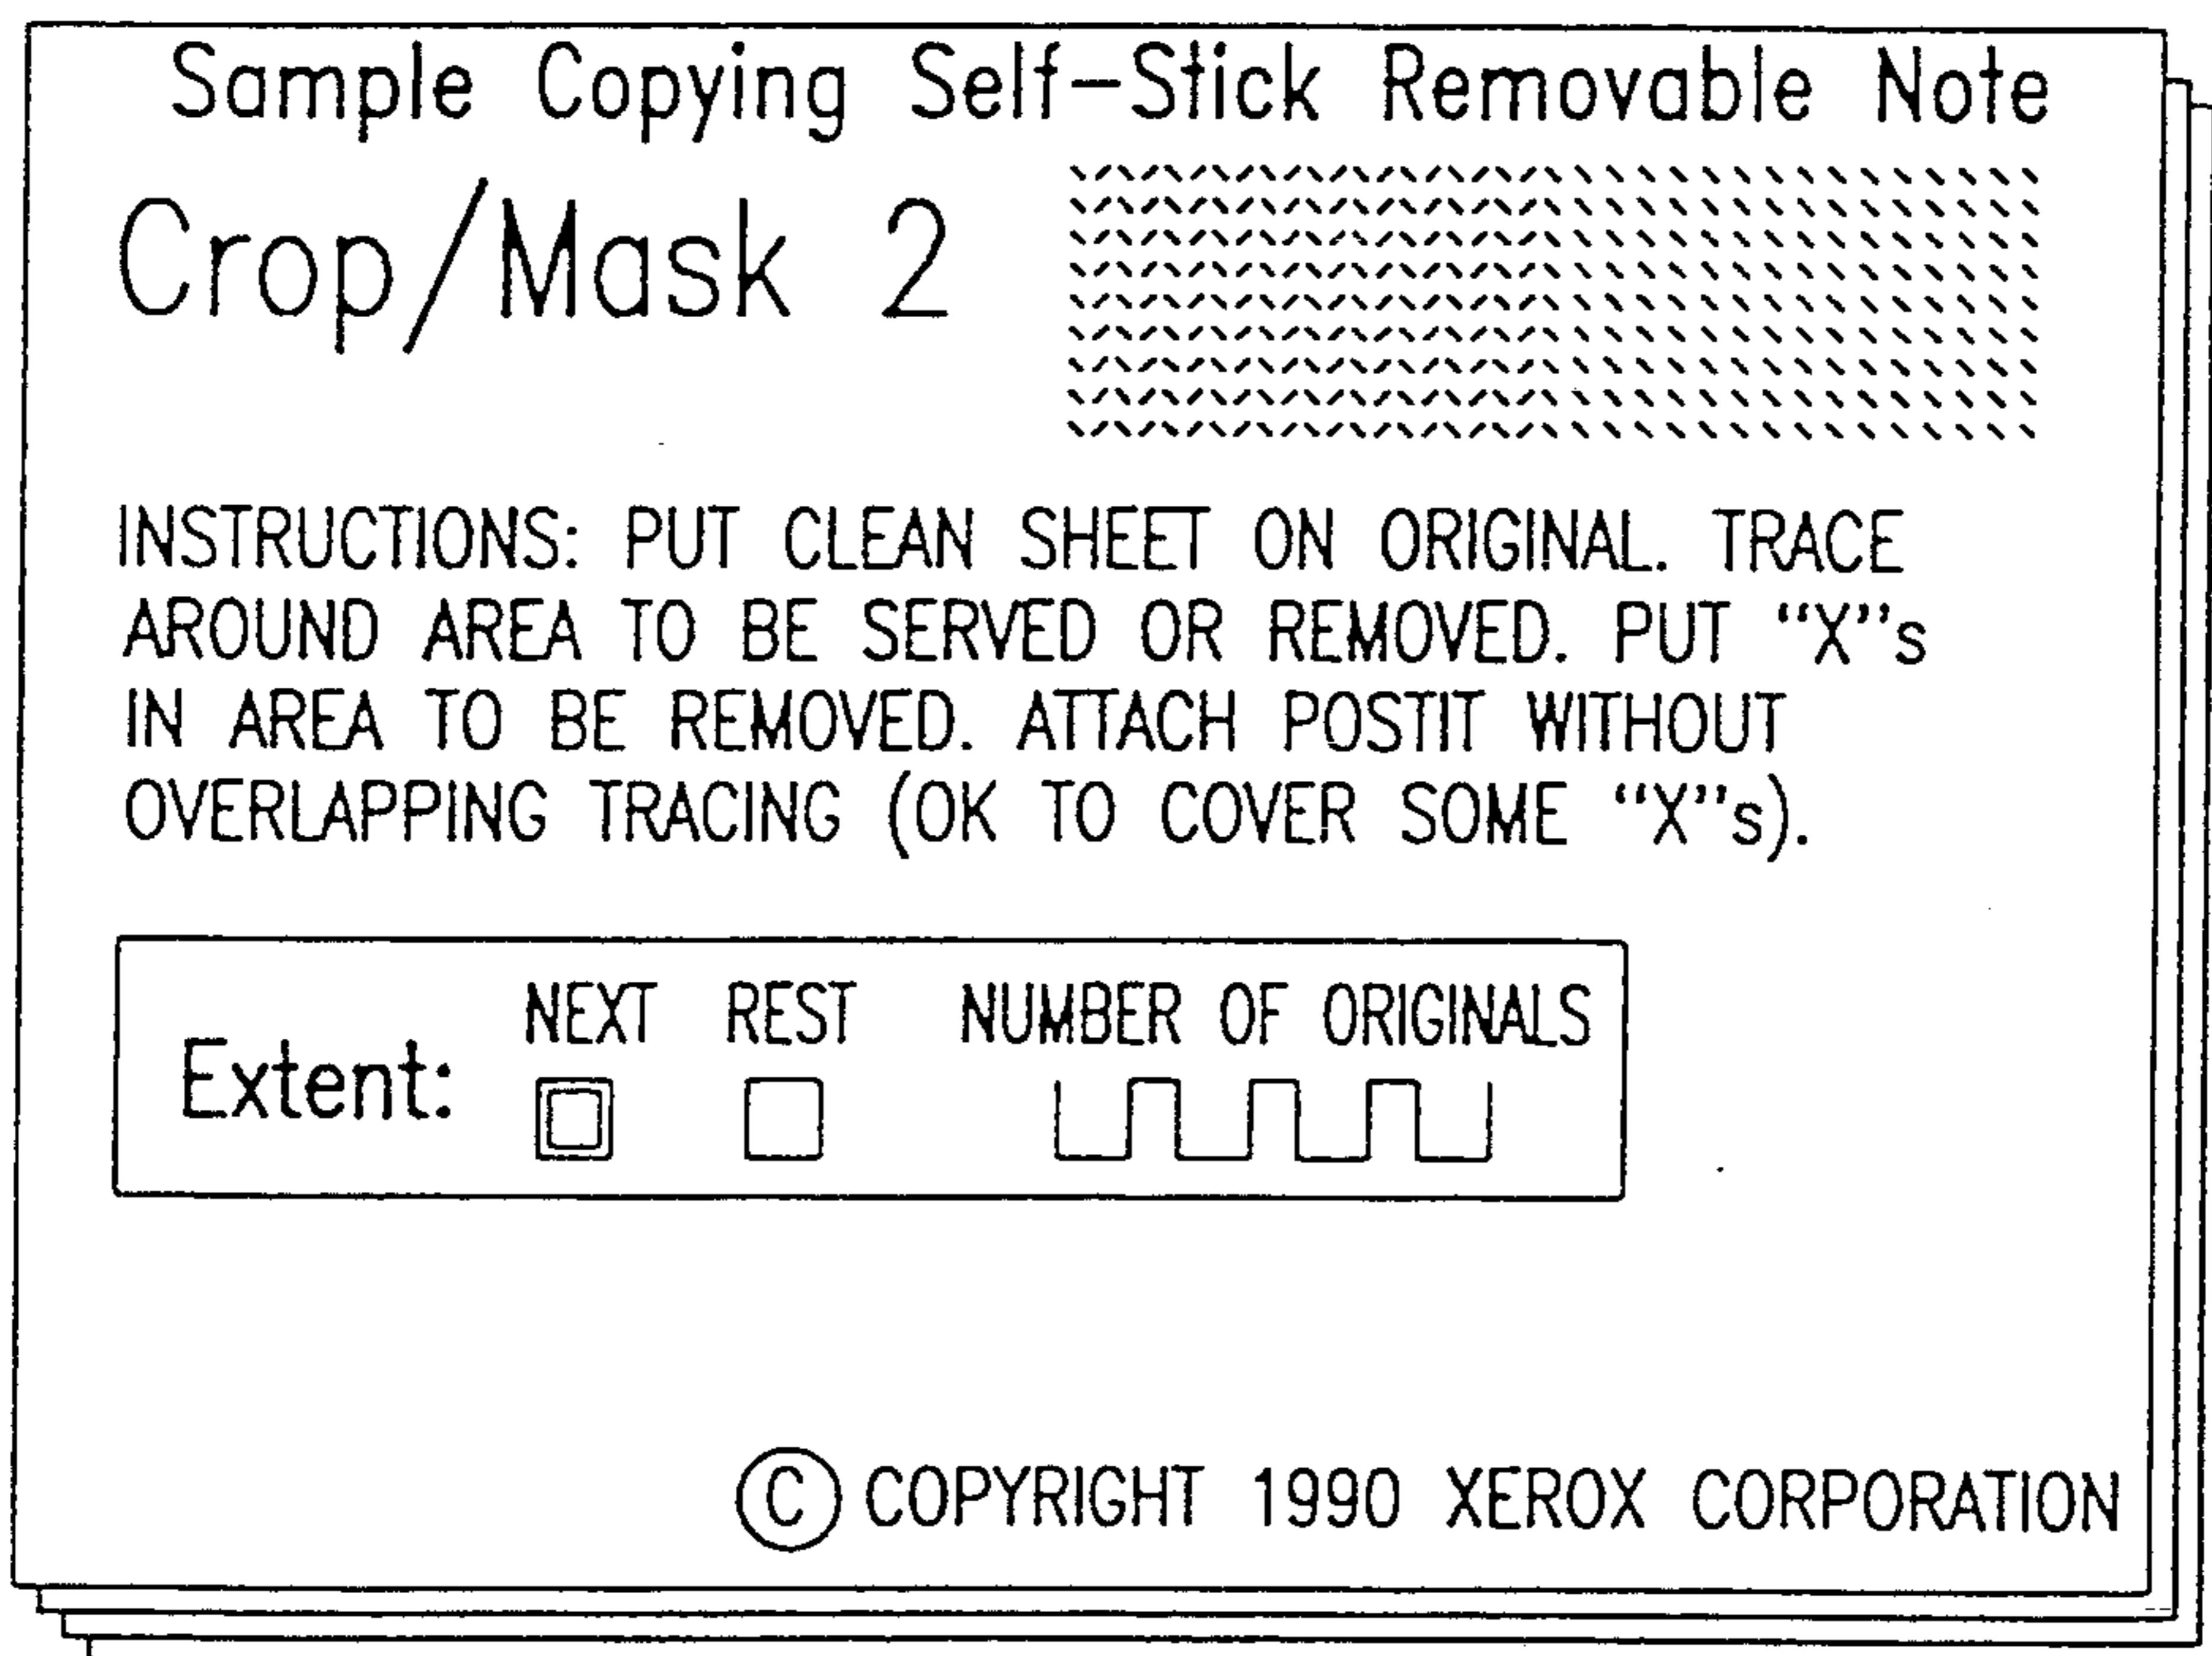 Sample Copying Self-Stick Removable Note
Crop/Mask 2
INSTRUCTIONS: PUT CLEAN SHEET ON ORIGINAL. TRACE
AROUND AREA TO BE SERVED OR REMOVED. PUT “X”s
IN AREA TO BE REMOVED. ATTACH POSTIT WITHOUT
OVERLAPPING TRACING (OK TO COVER SOME “X”s).
NEXT REST NUMBER OF ORIGINALS
Extent:
© COPYRIGHT 1990 XEROX CORPORATION